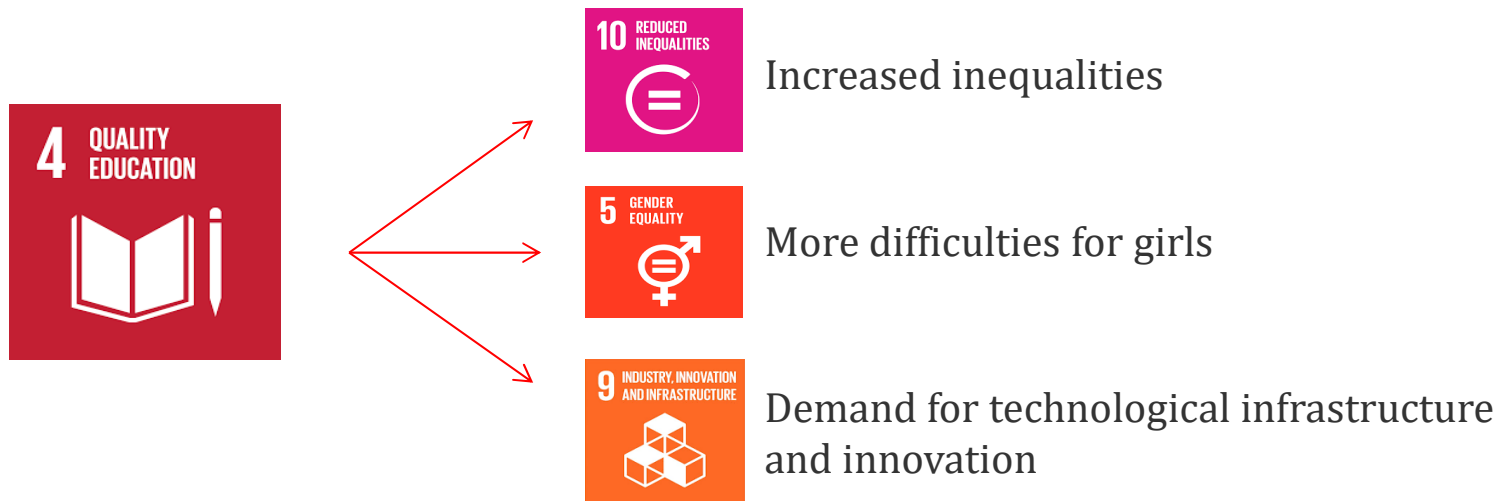 4 QUALITY
EDUCATION
10 REDUCED
INEQUALITIES
Increased inequalities
5 GENDER
EQUALITY
More difficulties for girls
9 INDUSTRY, INNOVATION
AND INFRASTRUCTURE
Demand for technological infrastructure
and innovation